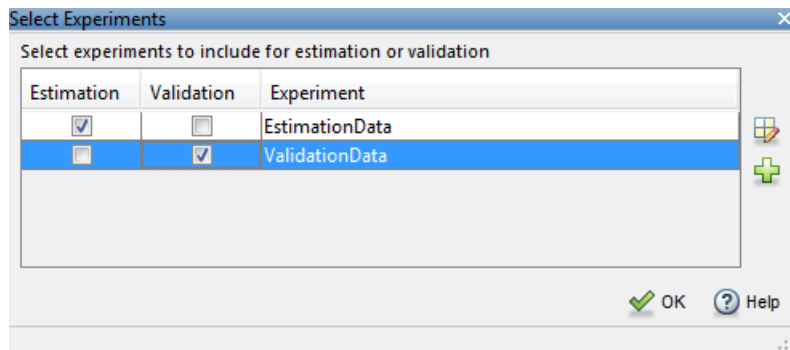 Select Experiments
Select experiments to include for estimation or validation
Estimation Validation Experiment
EstimationData
ValidationData
OK Help